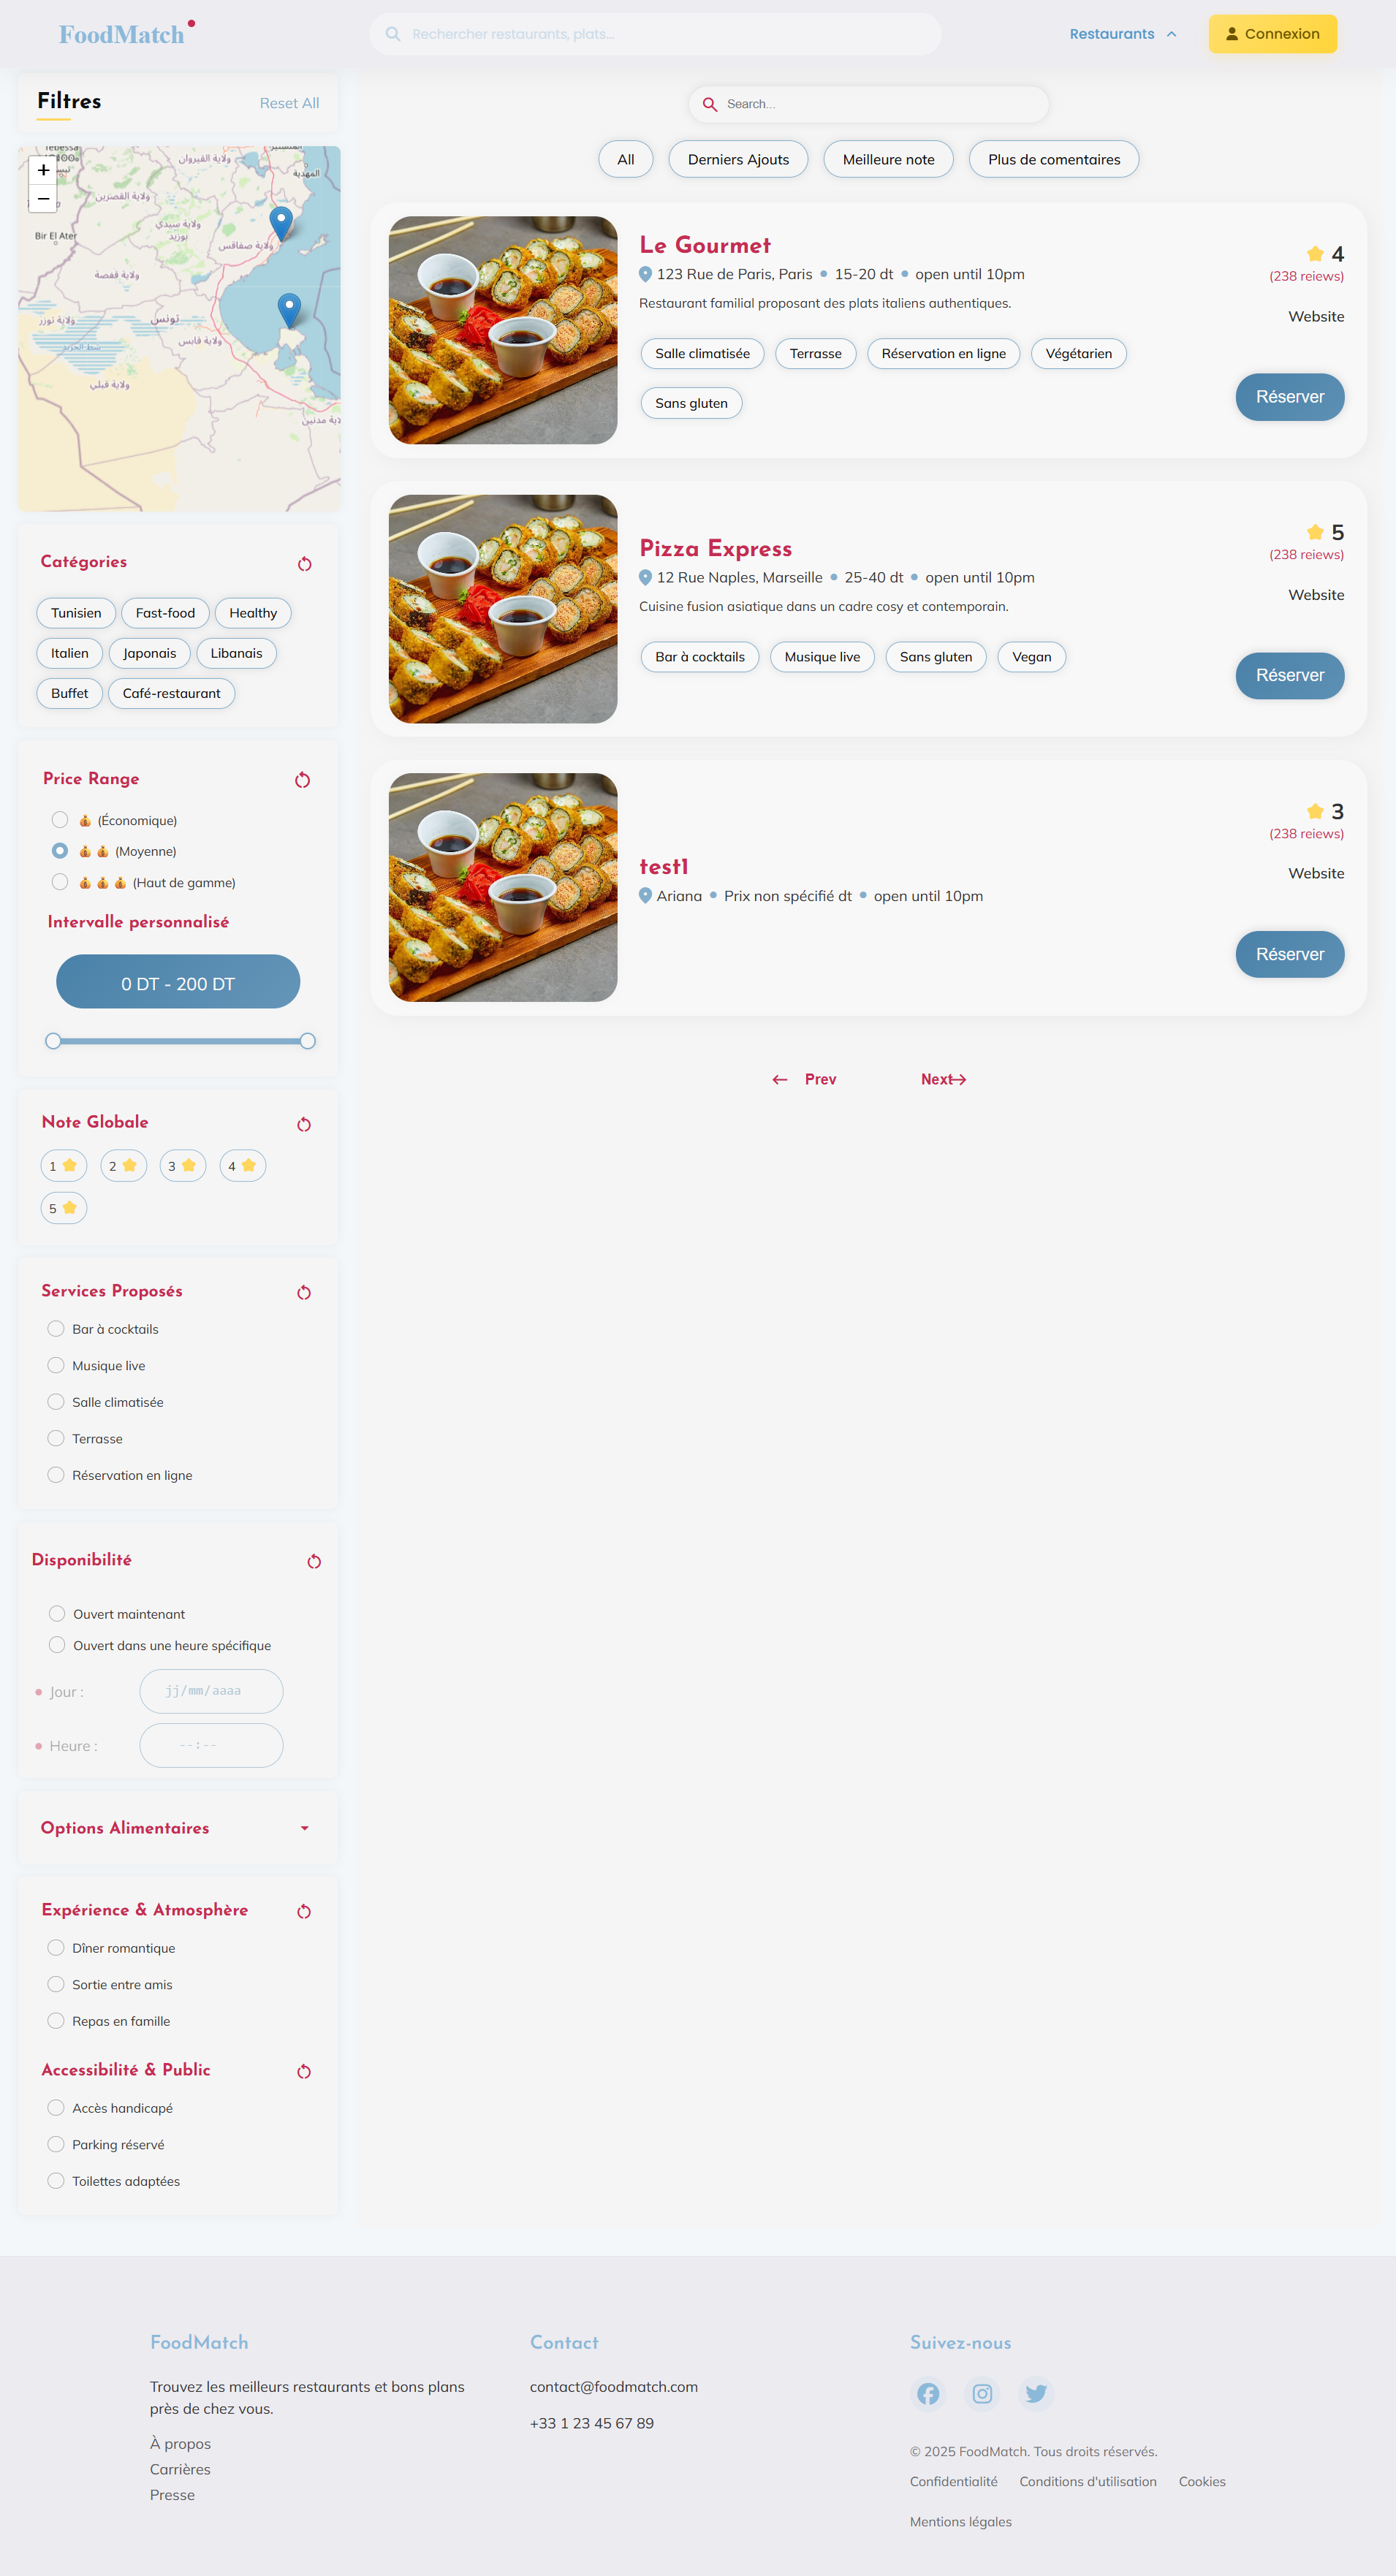 FoodMatch
Rechercher restaurants, plats...
Restaurants
Connexion
Filtres
Reset All
Search...
All
Derniers Ajouts
Meilleure note
Plus de comentaires
+
−
ولاية القيروان
المهدية
ولاية القصرين
ولاية سيدي
بوزيد
Bir El Ater
ولاية صفاقس
ولاية قفصة
ولاية توزر
تونس
ولاية قابس
شط الجريد
ولاية قبلي
Le Gourmet
123 Rue de Paris, Paris • 15-20 dt • open until 10pm
Restaurant familial proposant des plats italiens authentiques.
Salle climatisée
Terrasse
Réservation en ligne
Végétarien
Sans gluten
4
(238 reiews)
Website
Réserver
Pizza Express
12 Rue Naples, Marseille • 25-40 dt • open until 10pm
Cuisine fusion asiatique dans un cadre cosy et contemporain.
Bar à cocktails
Musique live
Sans gluten
Vegan
5
(238 reiews)
Website
Réserver
test1
Ariana • Prix non spécifié dt • open until 10pm
3
(238 reiews)
Website
Réserver
← Prev
Next→
Catégories
Tunisien
Fast-food
Healthy
Italien
Japonais
Libanais
Buffet
Café-restaurant
Price Range
💰 (Économique)
💰 💰 (Moyenne)
💰 💰 💰 (Haut de gamme)
Intervalle personnalisé
0 DT - 200 DT
Note Globale
1
2
3
4
5
Services Proposés
Bar à cocktails
Musique live
Salle climatisée
Terrasse
Réservation en ligne
Disponibilité
Ouvert maintenant
Ouvert dans une heure spécifique
Jour :
jj/mm/aaaa
Heure :
--:--
Options Alimentaires
Expérience & Atmosphère
Dîner romantique
Sortie entre amis
Repas en famille
Accessibilité & Public
Accès handicapé
Parking réservé
Toilettes adaptées
FoodMatch
Trouvez les meilleurs restaurants et bons plans
près de chez vous.
À propos
Carrières
Presse
Contact
contact@foodmatch.com
+33 1 23 45 67 89
Suivez-nous
© 2025 FoodMatch. Tous droits réservés.
Confidentialité
Conditions d'utilisation
Cookies
Mentions légales